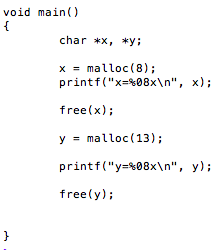 void main()
{
char *x, *y;
x = malloc(8);
printf("x=%08x\n", x);
free(x);
y = malloc(13);
printf("y=%08x\n", y);
free(y);
}